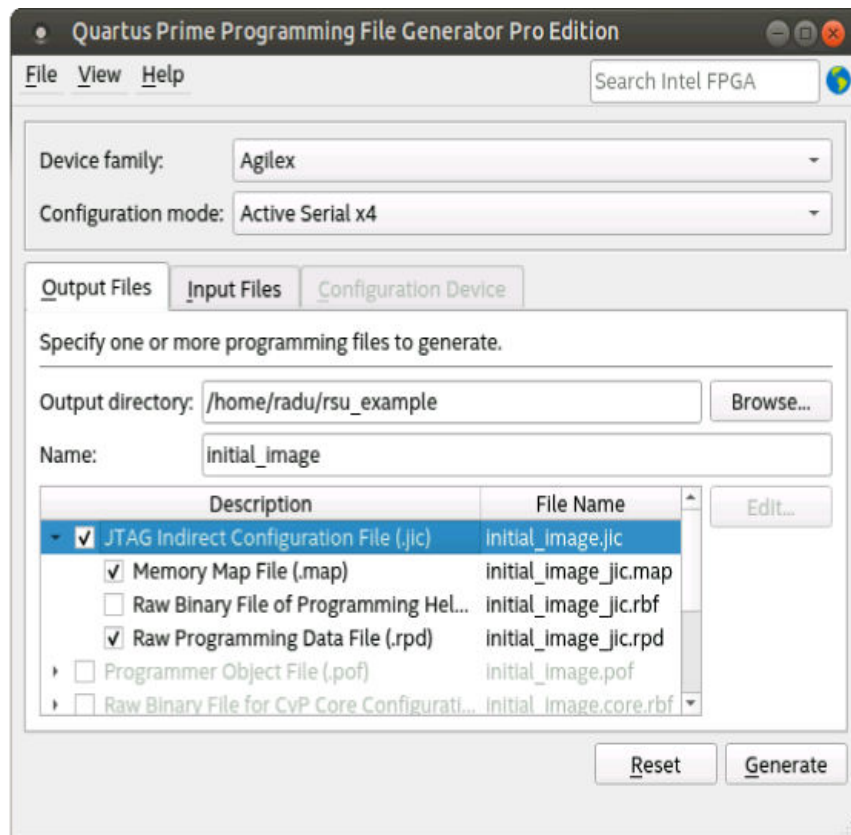 Quartus Prime Programming File Generator Pro Edition
File View Help Search Intel FPGA
Device family: Agilex
Configuration mode: Active Serial x4
Output Files Input Files Configuration Device
Specify one or more programming files to generate.
Output directory: /home/radu/rsu_example Browse...
Name: initial_image
Description File Name Edit...
JTAG Indirect Configuration File (.jic) initial_image.jic
Memory Map File (.map) initial_image_jic.map
Raw Binary File of Programming Hel... initial_image_jic.rbf
Raw Programming Data File (.rpd) initial_image_jic.rpd
Programmer Object File (.pof) initial_image.pof
Raw Binary File for CvP Core Configurati... initial_image.core.rbf
Reset Generate